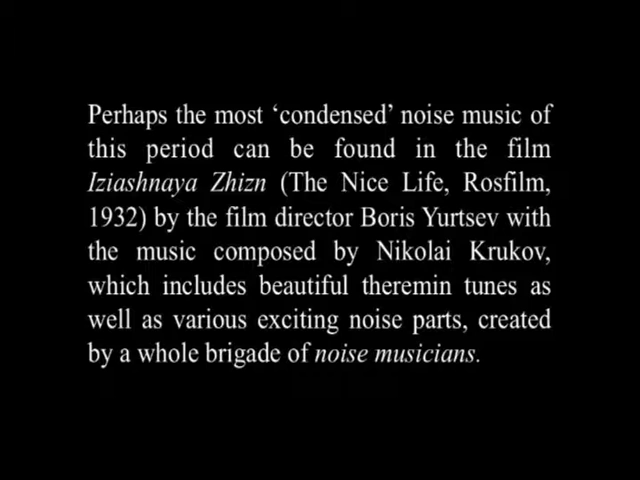 Perhaps the most ‘condensed’ noise music of
this period can be found in the film
Iziashnaya Zhizn (The Nice Life, Rosfilm,
1932) by the film director Boris Yurtsev with
the music composed by Nikolai Krukov,
which includes beautiful theremin tunes as
well as various exciting noise parts, created
by a whole brigade of noise musicians.